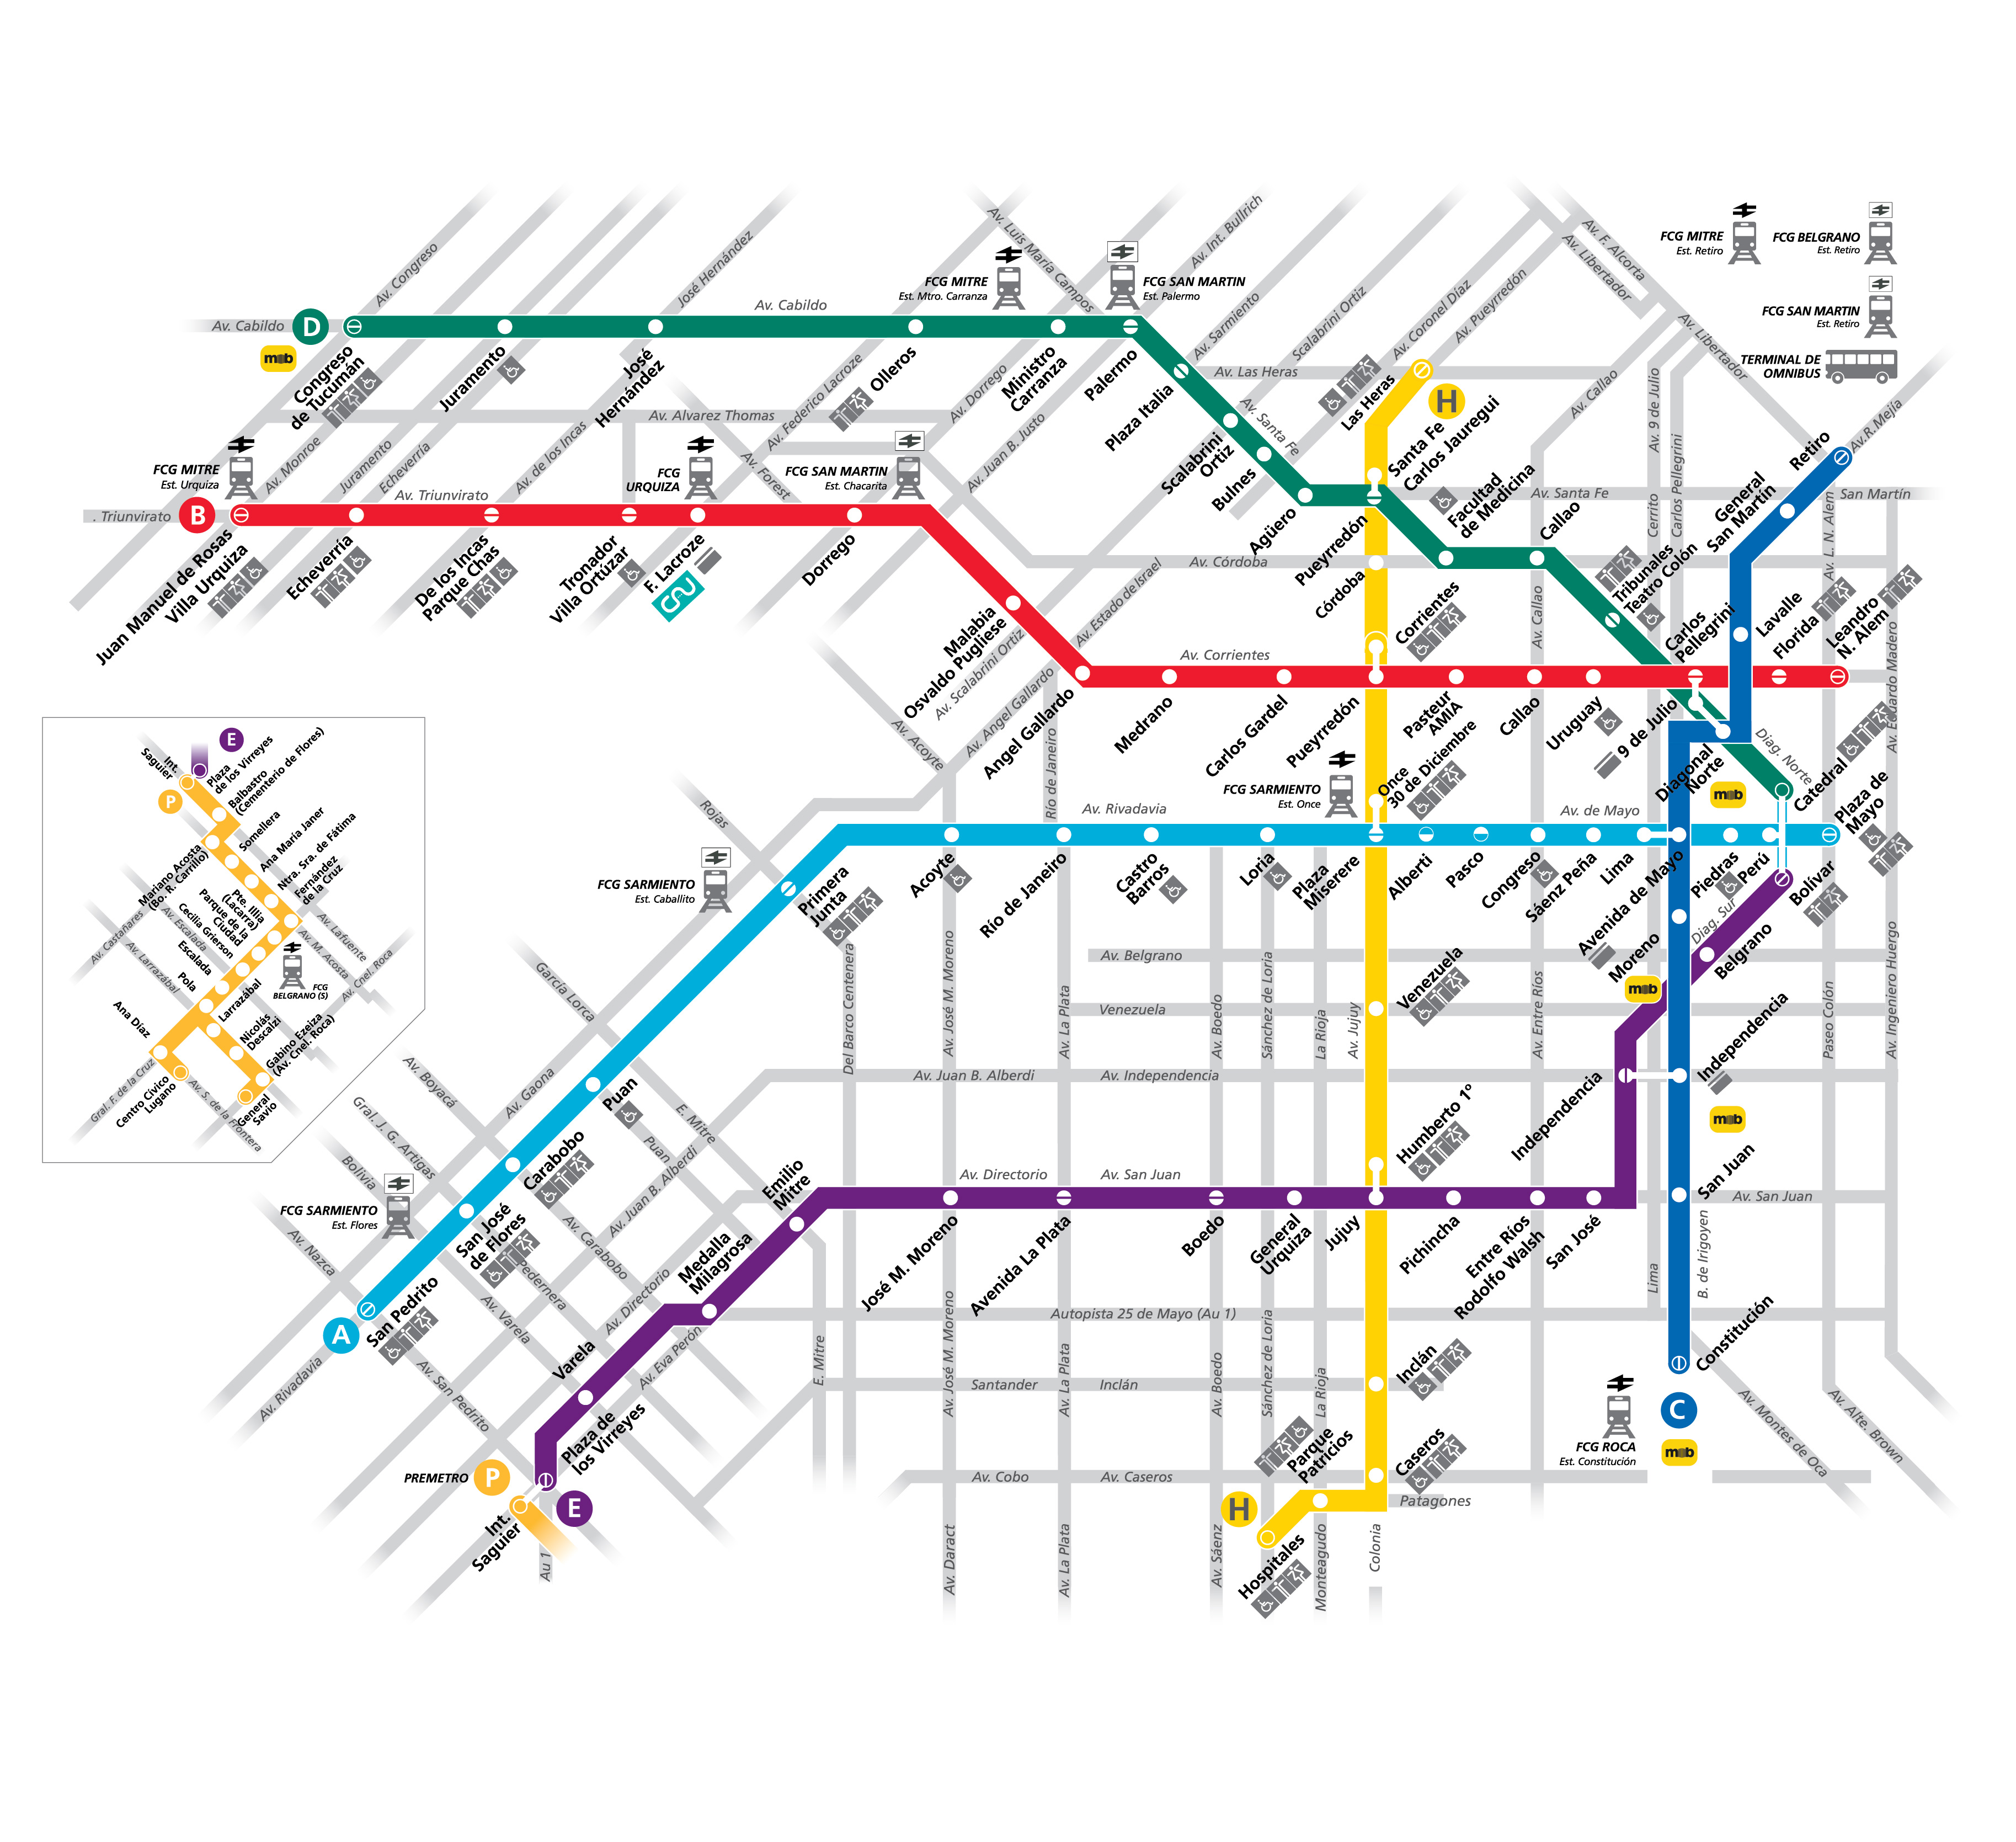 Gral. F. de la Cruz
Centro Cívico
Lugano
Ana Díaz
Av. Larrazábal
Av. Castañares
Av. Escalada
Mariano Acosta
(Bo. R. Carrillo)
P
Int.
Saguier
E
Plaza
de los Virreyes
Balbastro
(Cementerio de Flores)
Somellera
Ana María Janer
Ntra. Sra. de Fátima
Fernández
de la Cruz
Pte. Illia
(Lacarra)
Parque de la
Ciudad
Cecilia Grierson
Escalada
Pola
Larrazábal
Nicolás
Descalzi
Gabino Ezeiza
(Av. Cnel. Roca)
General
Savio
Av. S. de la Frontera
FCG
BELGRANO (S)
Av. M. Acosta
Av. Lafuente
Av. Cnel. Roca
B
. Triunvirato
FCG MITRE
Est. Urquiza
Juan Manuel de Rosas
Villa Urquiza
Echeverría
De los Incas
Parque Chas
Tronador
Villa Ortúzar
F. Lacroze
FCG
URQUIZA
Dorrego
FCG SAN MARTIN
Est. Chacarita
Malabia
Osvaldo Pugliese
Angel Gallardo
Medrano
Carlos Gardel
Pueyrredón
Pasteur
AMIA
Callao
Uruguay
Carlos
Pellegrini
Florida
Leandro
N. Alem
Av. Monroe
Juramento
Echeverría
Av. Triunvirato
Av. de los Incas
Av. Alvarez Thomas
Av. Forest
Av. Federico Lacroze
Av. Dorrego
Av. Juan B. Justo
Av. Scalabrini Ortiz
Av. Angel Gallardo
Av. Estado de Israel
Av. Corrientes
Av. Córdoba
D
Av. Cabildo
Congreso
de Tucumán
Juramento
José
Hernández
Olleros
Ministro
Carranza
Palermo
Plaza Italia
Scalabrini
Ortiz
Bulnes
Agüero
Pueyrredón
Facultad
de Medicina
Callao
Tribunales
Teatro Colón
9 de Julio
Catedral
Av. Congreso
José Hernández
Av. Cabildo
FCG MITRE
Est. Mtro. Carranza
Av. Luis María Campos
FCG SAN MARTIN
Est. Palermo
Av. Int. Bullrich
Av. Sarmiento
Av. Las Heras
Av. Santa Fe
Scalabrini Ortiz
Av. Coronel Díaz
Av. Pueyrredón
Av. Santa Fe
Av. Callao
Av. Callao
Av. Libertador
Av. F. Alcorta
Av. Libertador
A
Av. Rivadavia
San Pedrito
San José
de Flores
Carabobo
Puan
Primera
Junta
Acoyte
Río de Janeiro
Castro
Barros
Loria
Plaza
Miserere
Alberti
Pasco
Congreso
Sáenz Peña
Lima
Piedras
Perú
Plaza de
Mayo
Av. Nazca
FCG SARMIENTO
Est. Flores
Bolivia
Gral. J. G. Artigas
Av. Boyacá
Av. Gaona
García Lorca
FCG SARMIENTO
Est. Caballito
Rojas
Av. Acoyte
Río de Janeiro
Av. Rivadavia
FCG SARMIENTO
Est. Once
Av. de Mayo
PREMETRO
P
Int.
Saguier
Au 1
E
Plaza de
los Virreyes
Varela
Medalla
Milagrosa
Emilio
Mitre
José M. Moreno
Avenida La Plata
Boedo
General
Urquiza
Jujuy
Pichincha
Entre Ríos
Rodolfo Walsh
San José
Independencia
Belgrano
Bolívar
Av. San Pedrito
Av. Varela
Pedernera
Av. Carabobo
Av. Directorio
Av. Eva Perón
Av. Juan B. Alberdi
Puan
E. Mitre
E. Mitre
Del Barco Centenera
Av. Daract
Av. José M. Moreno
Av. José M. Moreno
Av. Cobo
Santander
Av. Directorio
Av. Juan B. Alberdi
Av. La Plata
Av. La Plata
Av. La Plata
Av. Caseros
Inclán
Autopista 25 de Mayo (Au 1)
Av. San Juan
Av. Independencia
Venezuela
Av. Belgrano
Av. Sáenz
Av. Boedo
Av. Boedo
Sánchez de Loria
Sánchez de Loria
Monteagudo
La Rioja
La Rioja
Colonia
Av. Jujuy
Patagones
H
Hospitales
Parque
Patricios
Caseros
Inclán
Humberto 1º
Venezuela
Once
30 de Diciembre
Corrientes
Córdoba
Santa Fe
Carlos Jauregui
Las Heras
H
Av. Entre Ríos
FCG ROCA
Est. Constitución
C
Constitución
San Juan
Independencia
Moreno
Avenida de Mayo
Diagonal
Norte
Lavalle
General
San Martín
Retiro
Lima
B. de Irigoyen
Av. San Juan
Diag. Sur
Diag. Norte
Cerrito
Av. 9 de Julio
Carlos Pellegrini
Av. Montes de Oca
Av. Alte. Brown
Paseo Colón
Av. L. N. Alem
Av. Ingeniero Huergo
Av. Eduardo Madero
San Martín
Av.R.Mejía
FCG MITRE
Est. Retiro
TERMINAL DE
OMNIBUS
FCG SAN MARTIN
Est. Retiro
FCG BELGRANO
Est. Retiro